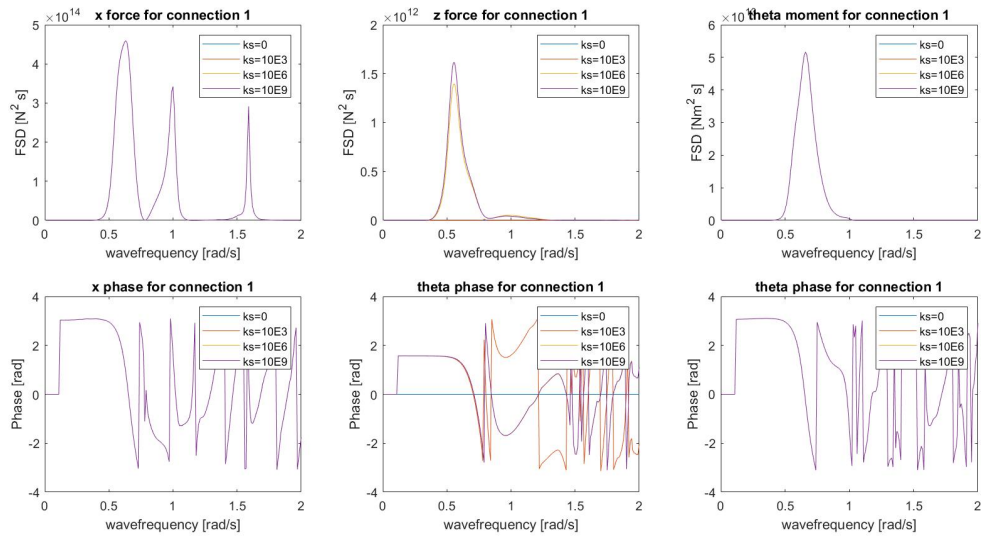 x force for connection 1
5 ×10^14
4
3
2
1
0
FSD [N² s]
0 0.5 1 1.5 2
wavefrequency [rad/s]
ks=0
ks=10E3
ks=10E6
ks=10E9
z force for connection 1
2 ×10^12
1.5
1
0.5
0
FSD [N² s]
0 0.5 1 1.5 2
wavefrequency [rad/s]
ks=0
ks=10E3
ks=10E6
ks=10E9
theta moment for connection 1
6
5
4
3
2
1
0
FSD [Nm² s]
0 0.5 1 1.5 2
wavefrequency [rad/s]
ks=0
ks=10E3
ks=10E6
ks=10E9
x phase for connection 1
4
2
0
-2
-4
Phase [rad]
0 0.5 1 1.5 2
wavefrequency [rad/s]
ks=0
ks=10E3
ks=10E6
ks=10E9
theta phase for connection 1
4
2
0
-2
-4
Phase [rad]
0 0.5 1 1.5 2
wavefrequency [rad/s]
ks=0
ks=10E3
ks=10E6
ks=10E9
theta phase for connection 1
4
2
0
-2
-4
Phase [rad]
0 0.5 1 1.5 2
wavefrequency [rad/s]
ks=0
ks=10E3
ks=10E6
ks=10E9